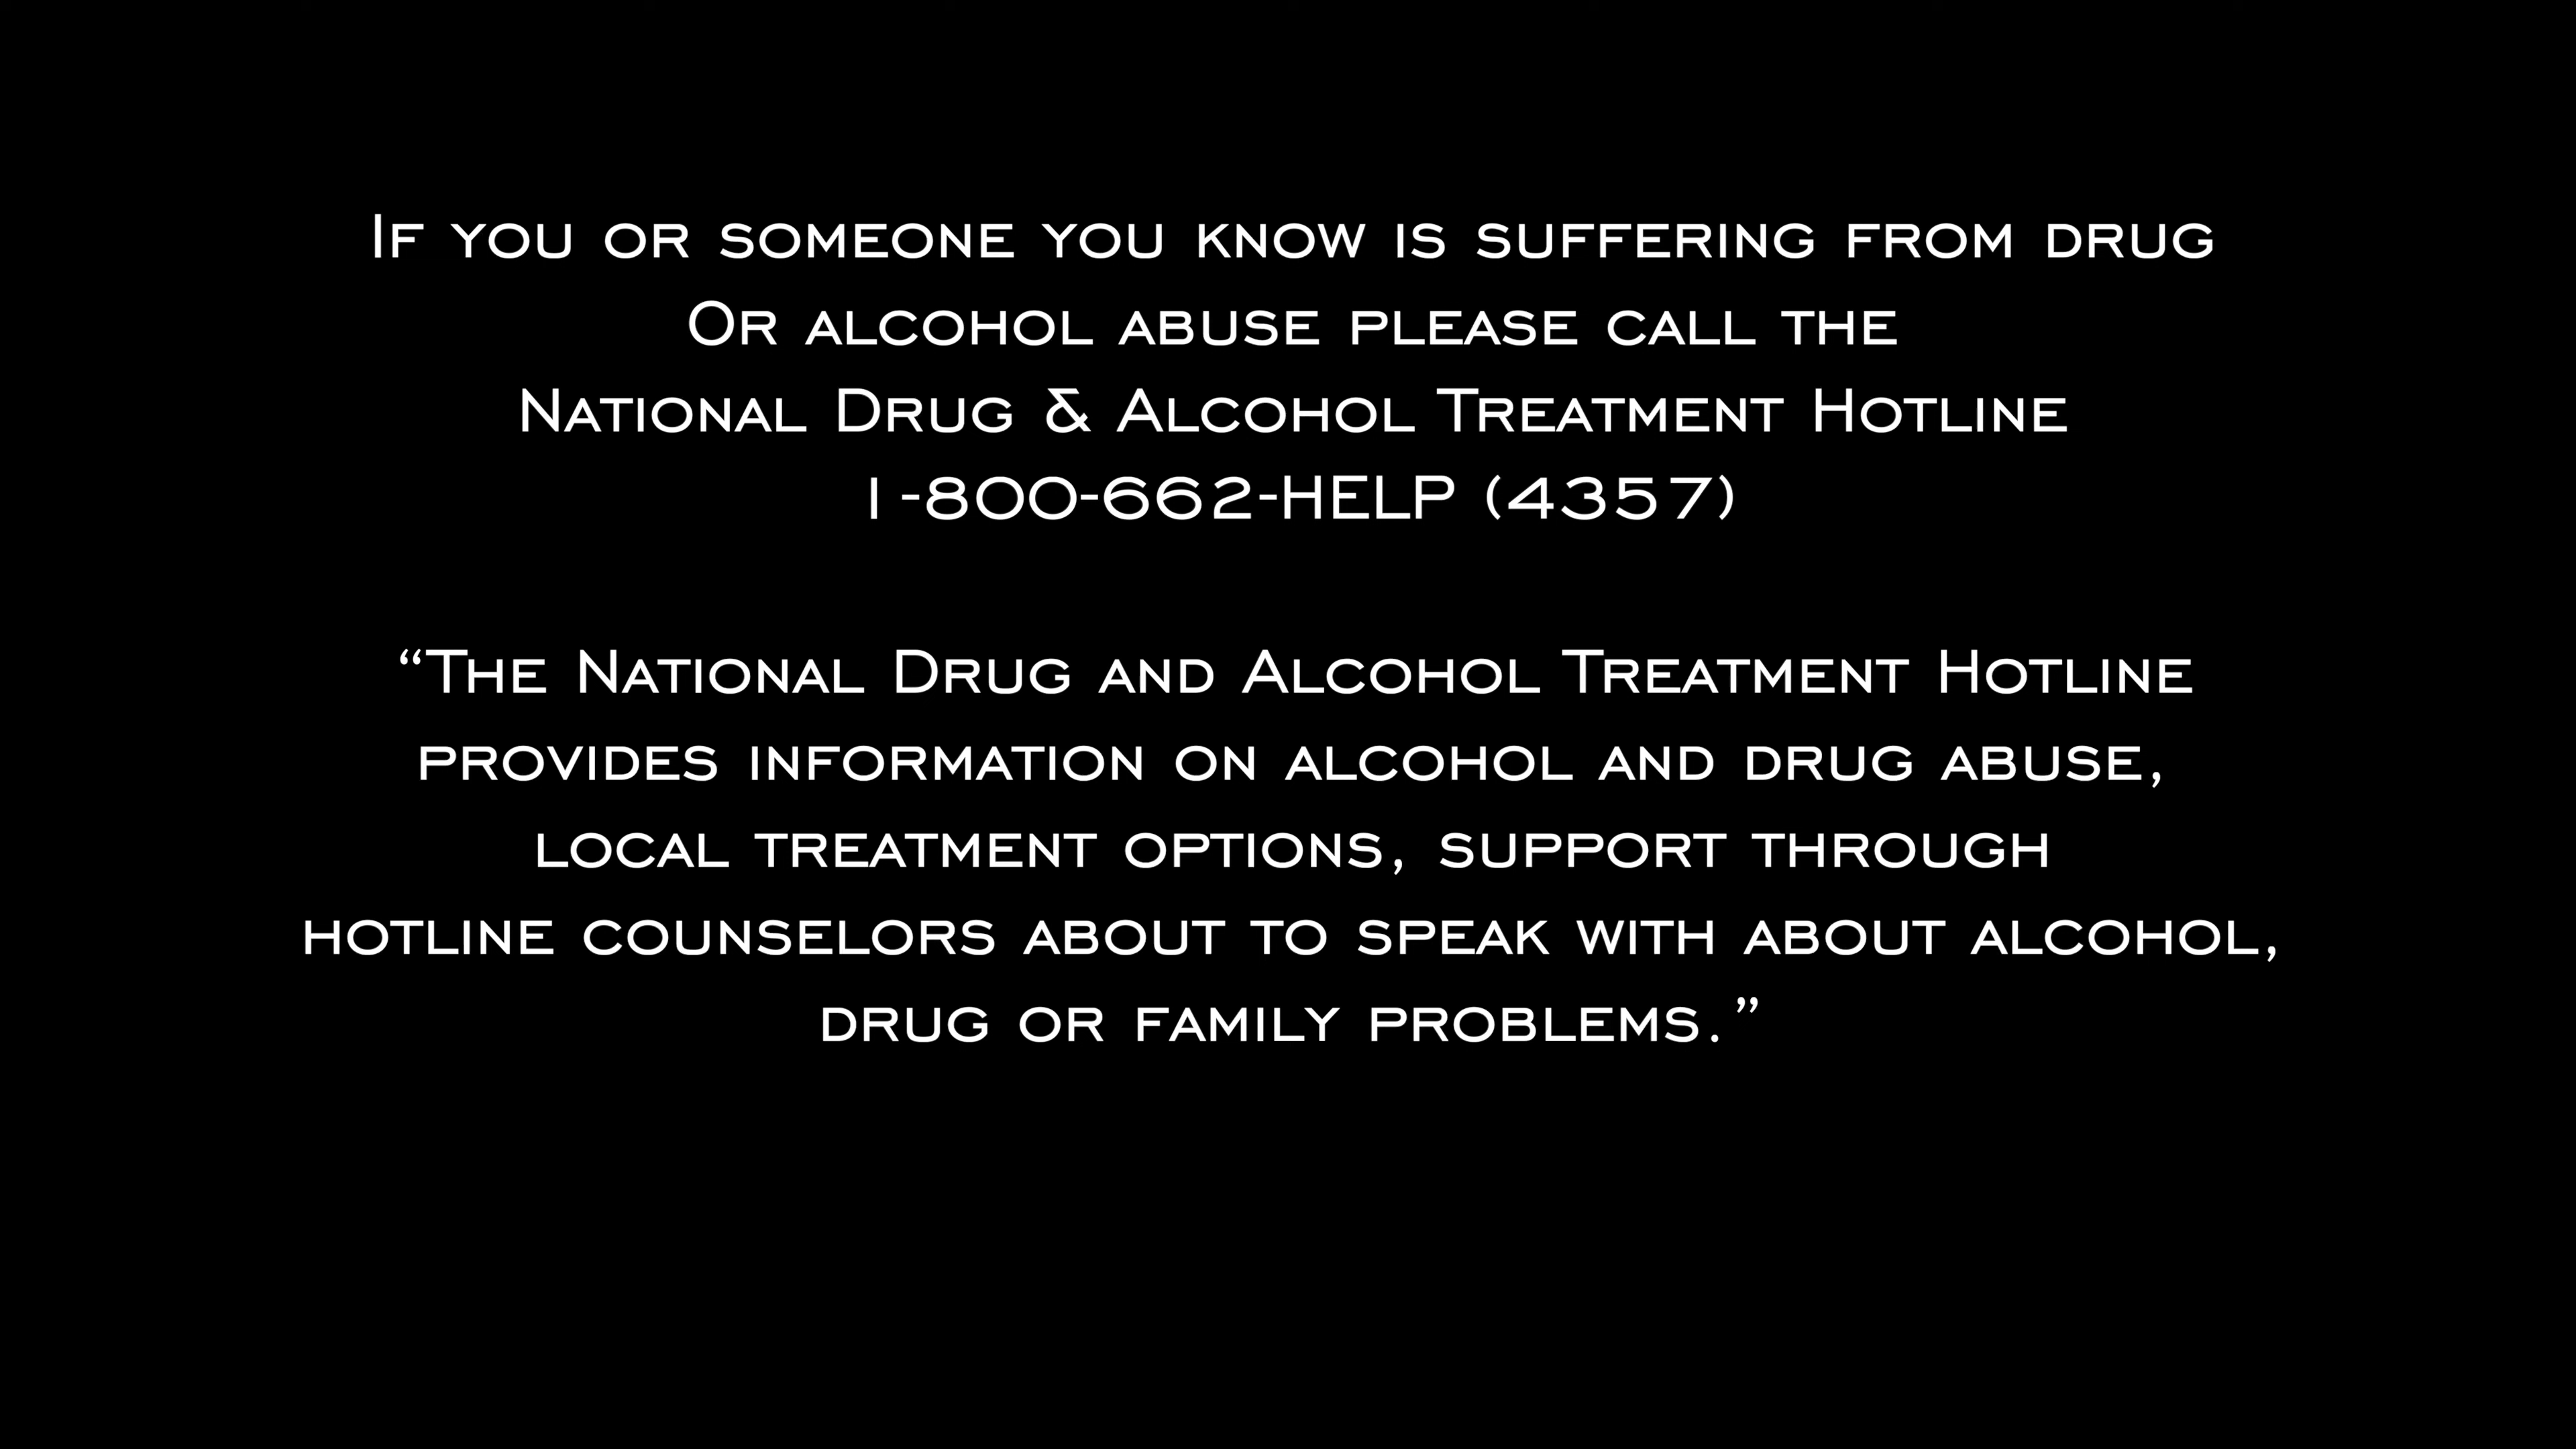 If you or someone you know is suffering from drug
Or alcohol abuse please call the
National Drug & Alcohol Treatment Hotline
1-800-662-HELP (4357)
“The National Drug and Alcohol Treatment Hotline
provides information on alcohol and drug abuse,
local treatment options, support through
hotline counselors about to speak with about alcohol,
drug or family problems.”